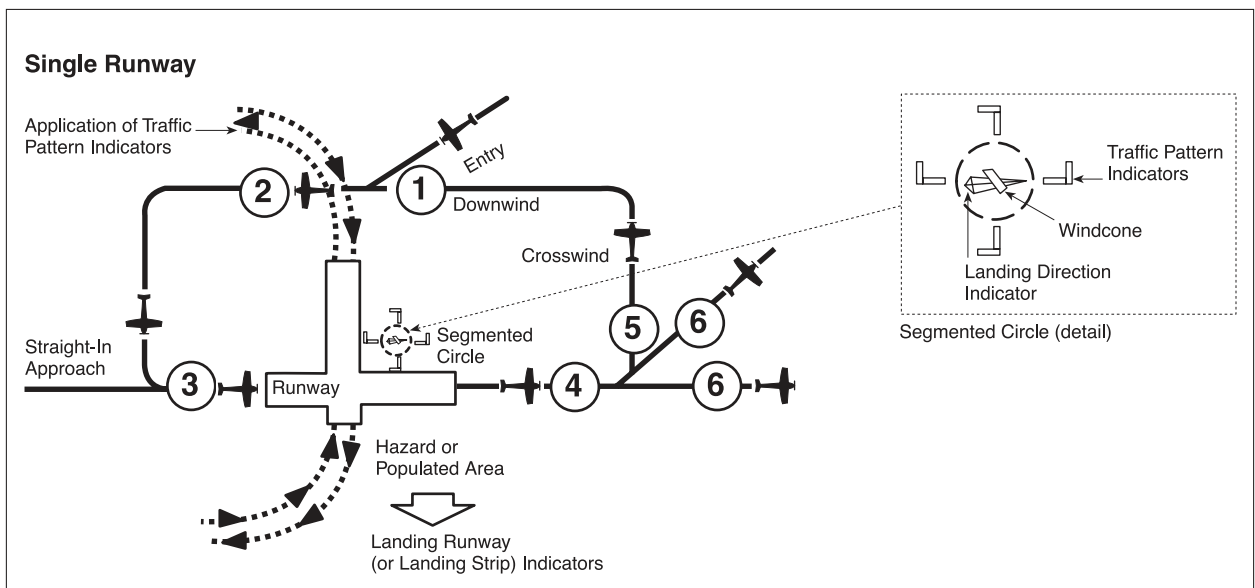 Single Runway
Application of Traffic
Pattern Indicators
Entry
2
1
Downwind
Crosswind
Straight-In
Approach
3
Runway
Segmented
Circle
5
6
4
6
Hazard or
Populated Area
Landing Runway
(or Landing Strip) Indicators
Traffic Pattern
Indicators
Windcone
Landing Direction
Indicator
Segmented Circle (detail)